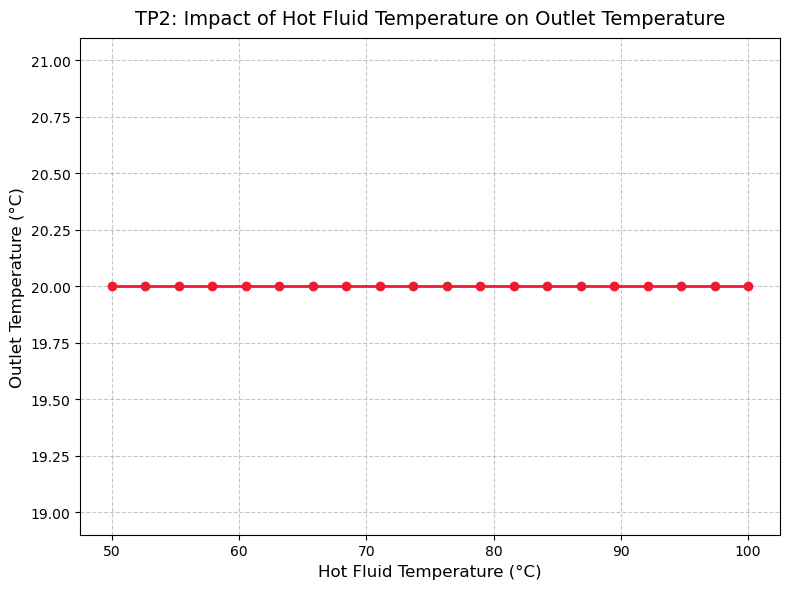 TP2: Impact of Hot Fluid Temperature on Outlet Temperature
21.00
20.75
20.50
20.25
20.00
19.75
19.50
19.25
19.00
Outlet Temperature (°C)
50 60 70 80 90 100
Hot Fluid Temperature (°C)